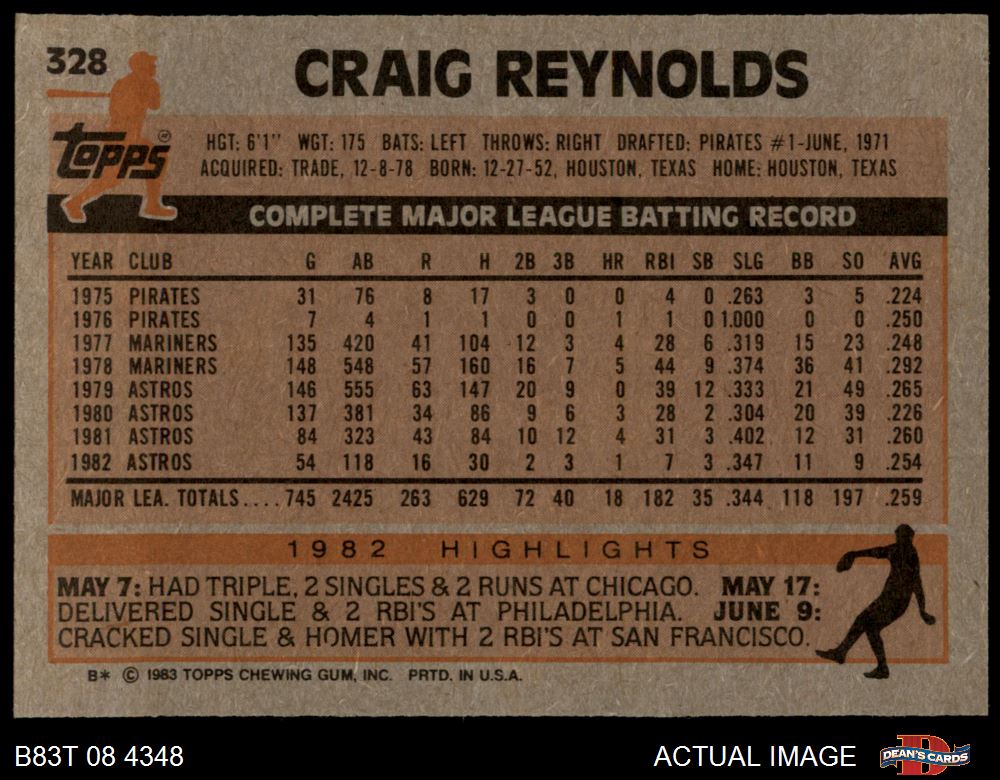 328
CRAIG REYNOLDS
Topps
HGT: 6'1" WGT: 175 BATS: LEFT THROWS: RIGHT DRAFTED: PIRATES #1-JUNE, 1971
ACQUIRED: TRADE, 12-8-78 BORN: 12-27-52, HOUSTON, TEXAS HOME: HOUSTON, TEXAS
COMPLETE MAJOR LEAGUE BATTING RECORD
YEAR CLUB G AB R H 2B 3B HR RBI SB SLG BB SO AVG
1975 PIRATES 31 76 8 17 3 0 0 4 0 .263 3 5 .224
1976 PIRATES 7 4 1 1 0 0 1 1 0 1.000 0 0 .250
1977 MARINERS 135 420 41 104 12 3 4 28 6 .319 15 23 .248
1978 MARINERS 148 548 57 160 16 7 5 44 9 .374 36 41 .292
1979 ASTROS 146 555 63 147 20 9 0 39 12 .333 21 49 .265
1980 ASTROS 137 381 34 86 9 6 3 28 2 .304 20 39 .226
1981 ASTROS 84 323 43 84 10 12 4 31 3 .402 12 31 .260
1982 ASTROS 54 118 16 30 2 3 1 7 3 .347 11 9 .254
MAJOR LEA. TOTALS.... 745 2425 263 629 72 40 18 182 35 .344 118 197 .259
1982 HIGHLIGHTS
MAY 7: HAD TRIPLE, 2 SINGLES & 2 RUNS AT CHICAGO. MAY 17:
DELIVERED SINGLE & 2 RBI'S AT PHILADELPHIA. JUNE 9:
CRACKED SINGLE & HOMER WITH 2 RBI'S AT SAN FRANCISCO.
B* © 1983 TOPPS CHEWING GUM, INC. PRTD. IN U.S.A.
B83T 08 4348
ACTUAL IMAGE
DEAN'S CARDS